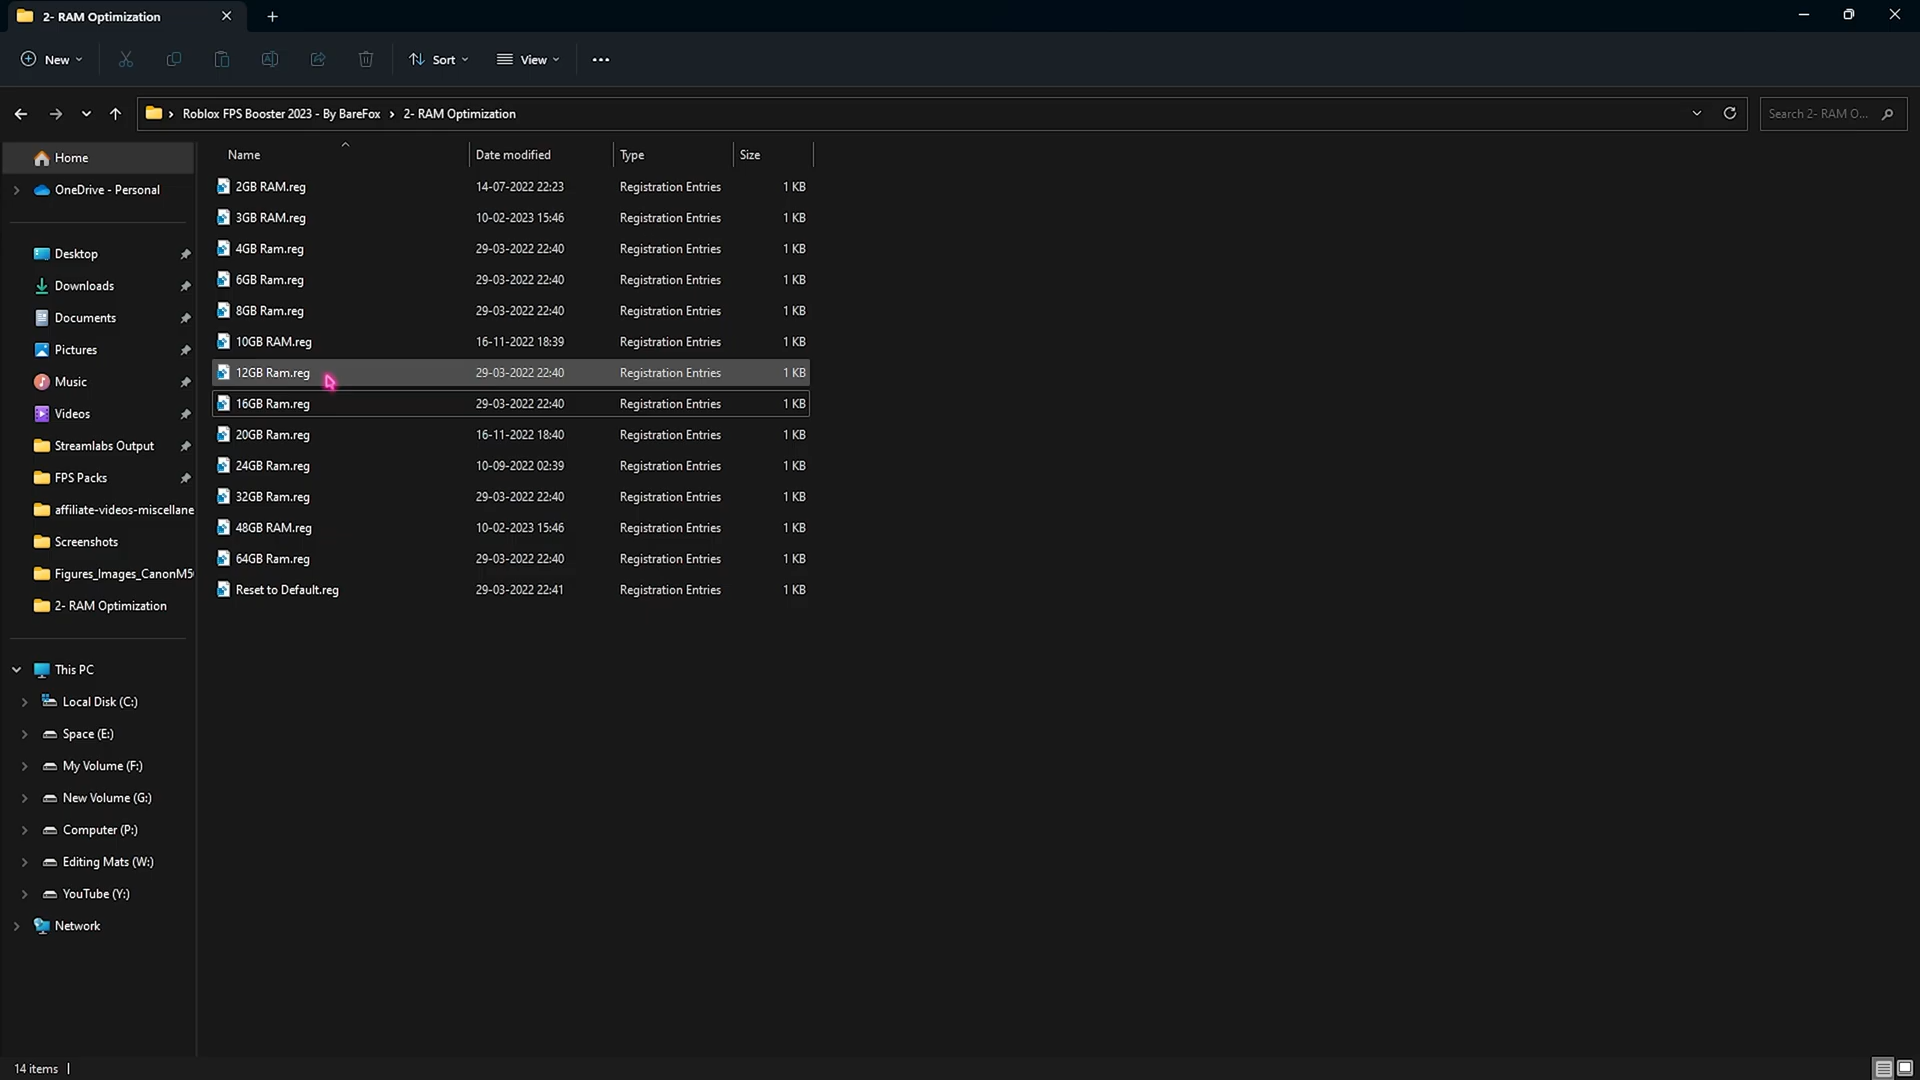 2- RAM Optimization
New
Sort
View
Roblox FPS Booster 2023 - By BareFox > 2- RAM Optimization
Search 2- RAM O...
Name Date modified Type Size
2GB RAM.reg 14-07-2022 22:23 Registration Entries 1 KB
3GB RAM.reg 10-02-2023 15:46 Registration Entries 1 KB
4GB Ram.reg 29-03-2022 22:40 Registration Entries 1 KB
6GB Ram.reg 29-03-2022 22:40 Registration Entries 1 KB
8GB Ram.reg 29-03-2022 22:40 Registration Entries 1 KB
10GB RAM.reg 16-11-2022 18:39 Registration Entries 1 KB
12GB Ram.reg 29-03-2022 22:40 Registration Entries 1 KB
16GB Ram.reg 29-03-2022 22:40 Registration Entries 1 KB
20GB Ram.reg 16-11-2022 18:40 Registration Entries 1 KB
24GB Ram.reg 10-09-2022 02:39 Registration Entries 1 KB
32GB Ram.reg 29-03-2022 22:40 Registration Entries 1 KB
48GB RAM.reg 10-02-2023 15:46 Registration Entries 1 KB
64GB Ram.reg 29-03-2022 22:40 Registration Entries 1 KB
Reset to Default.reg 29-03-2022 22:41 Registration Entries 1 KB
Home
OneDrive - Personal
Desktop
Downloads
Documents
Pictures
Music
Videos
Streamlabs Output
FPS Packs
affiliate-videos-miscellane
Screenshots
Figures_Images_CanonM5
2- RAM Optimization
This PC
Local Disk (C:)
Space (E:)
My Volume (F:)
New Volume (G:)
Computer (P:)
Editing Mats (W:)
YouTube (Y:)
Network
14 items